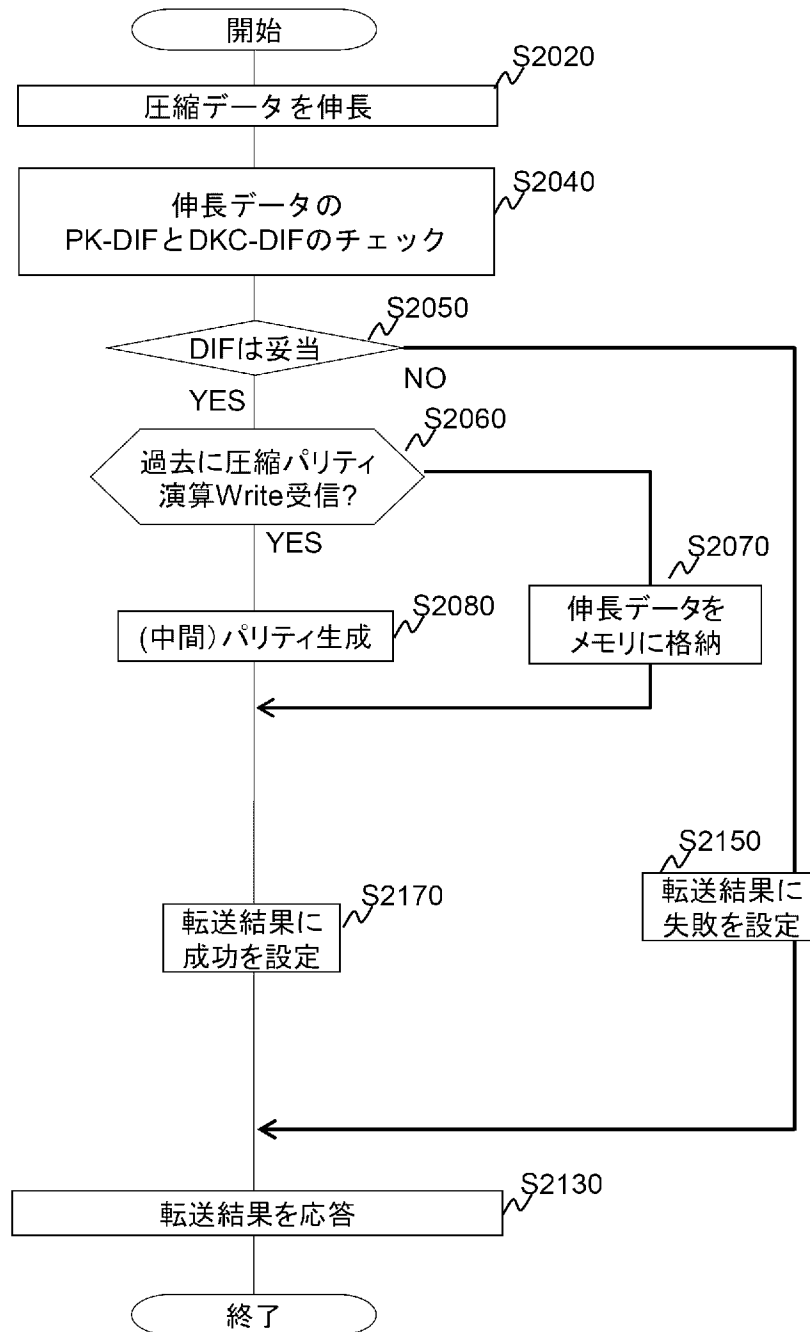 開始
S2020
圧縮データを伸長
S2040
伸長データの
PK-DIFとDKC-DIFのチェック
S2050
DIFは妥当
NO
YES
S2060
過去に圧縮パリティ
演算Write受信?
YES
S2070
伸長データを
メモリに格納
S2080
(中間)パリティ生成
S2150
転送結果に
失敗を設定
S2170
転送結果に
成功を設定
S2130
転送結果を応答
終了